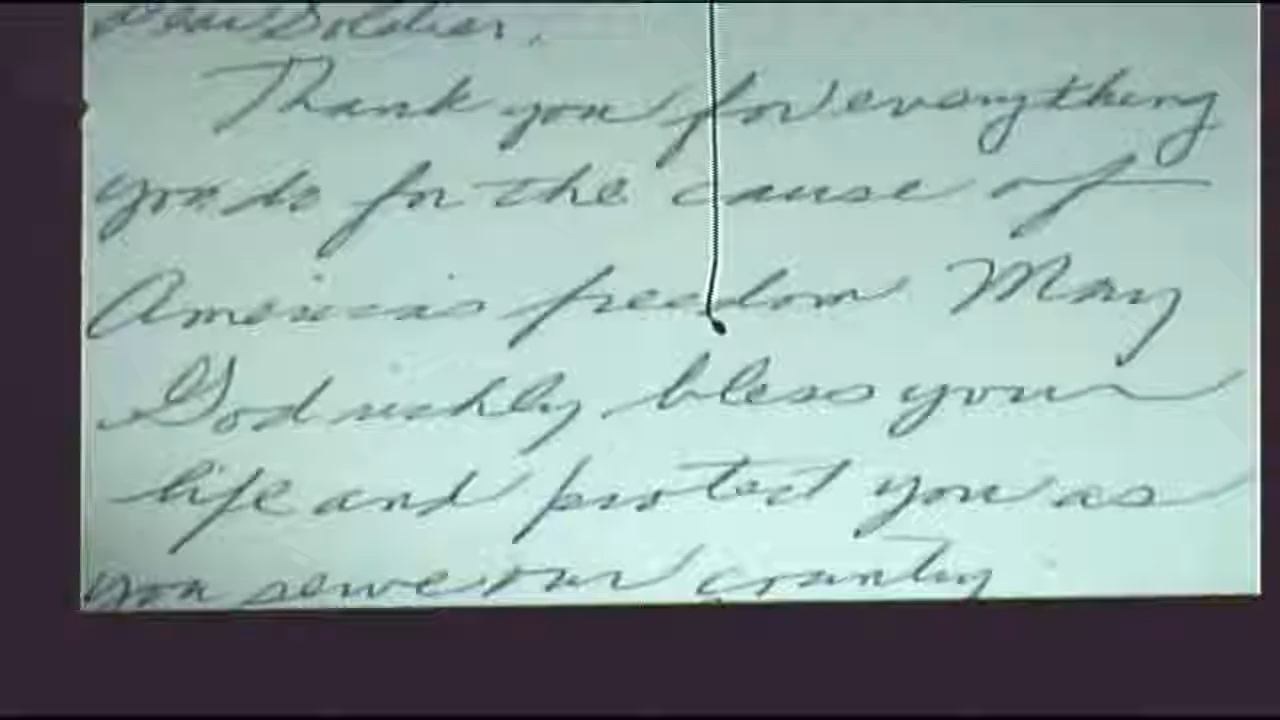 Dear Soldier,
Thank you for everything
you do for the cause of
America's freedom May
God richly bless your
life and protect you as
you serve our country